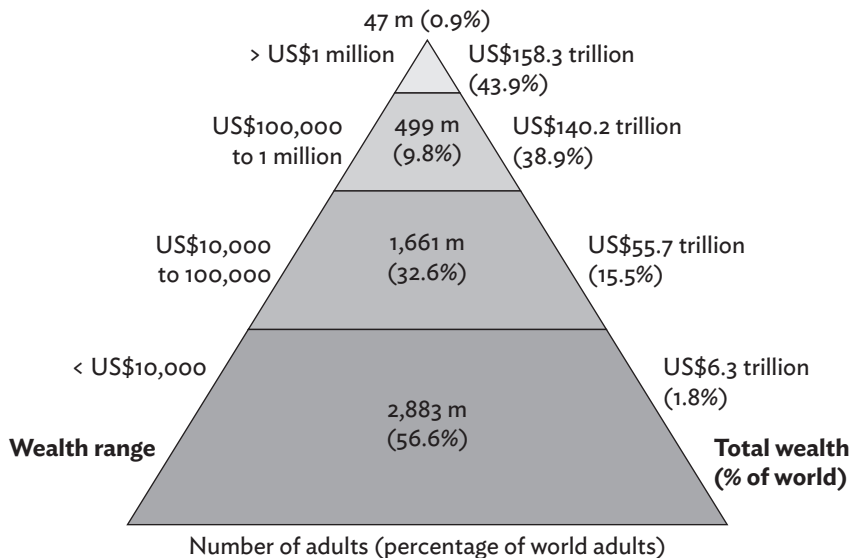 47 m (0.9%)
> US$1 million
US$158.3 trillion
(43.9%)
US$100,000
to 1 million
499 m
(9.8%)
US$140.2 trillion
(38.9%)
US$10,000
to 100,000
1,661 m
(32.6%)
US$55.7 trillion
(15.5%)
< US$10,000
2,883 m
(56.6%)
US$6.3 trillion
(1.8%)
Wealth range
Total wealth
(% of world)
Number of adults (percentage of world adults)